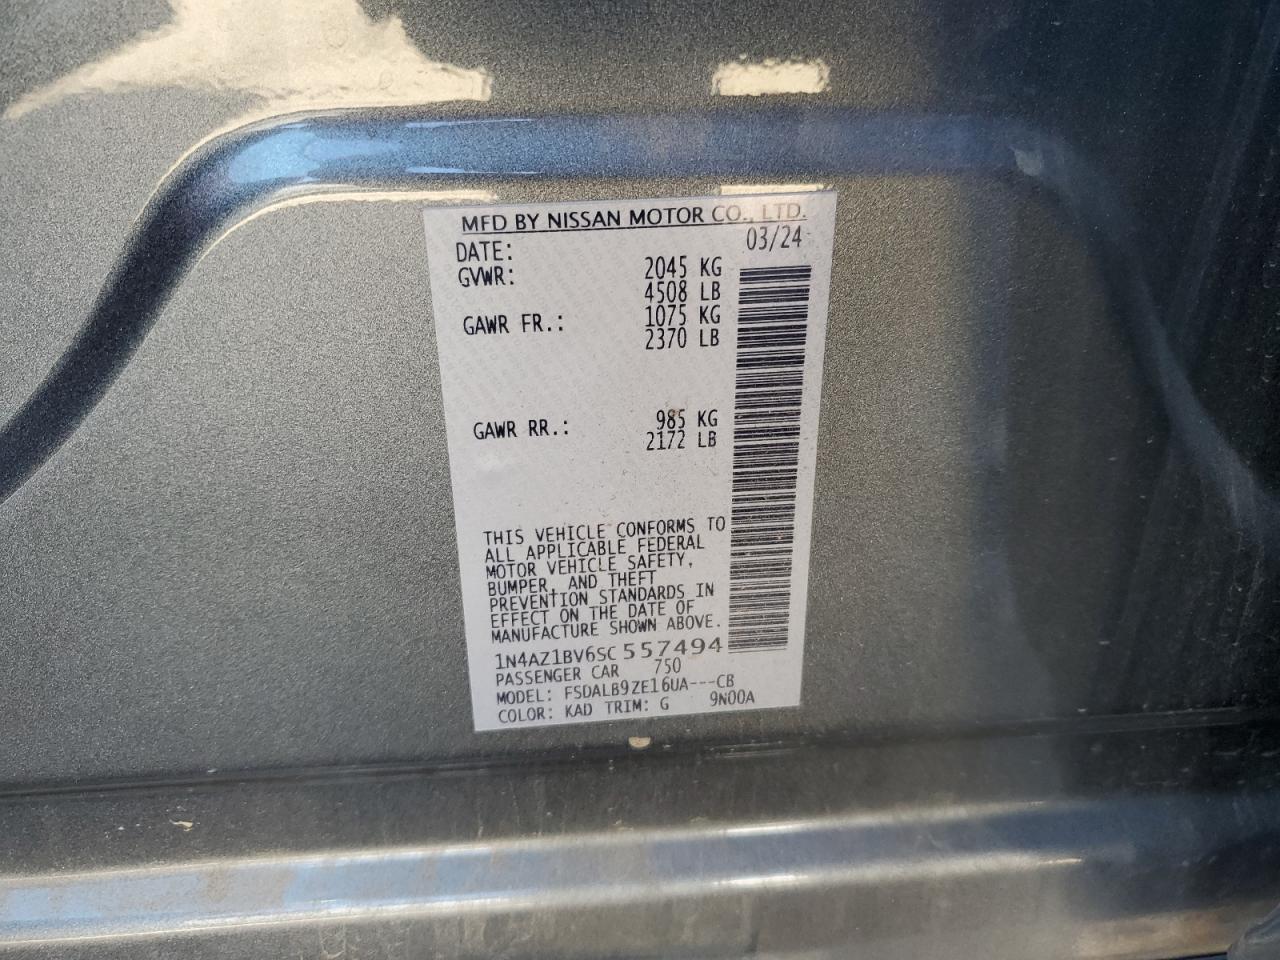 MFD BY NISSAN MOTOR CO., LTD.
DATE: 03/24
GVWR: 2045 KG
4508 LB
GAWR FR.: 1075 KG
2370 LB
GAWR RR.: 985 KG
2172 LB
THIS VEHICLE CONFORMS TO
ALL APPLICABLE FEDERAL
MOTOR VEHICLE SAFETY,
BUMPER, AND THEFT
PREVENTION STANDARDS IN
EFFECT ON THE DATE OF
MANUFACTURE SHOWN ABOVE.
1N4AZ1BV6SC557494
PASSENGER CAR 750
MODEL: FSDALB9ZE16UA---CB
COLOR: KAD TRIM: G 9N00A